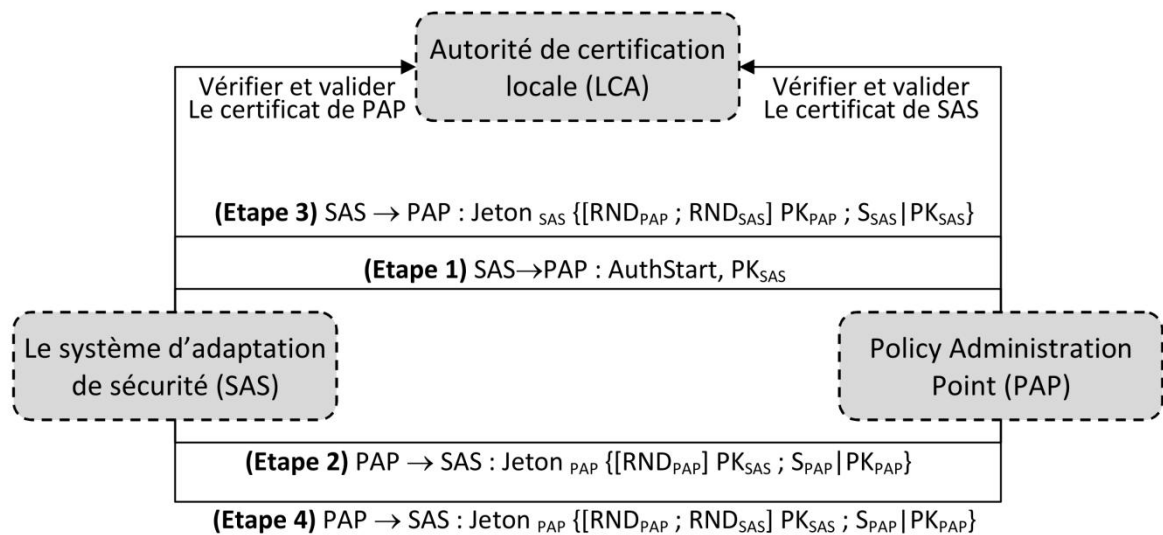 Autorité de certification
locale (LCA)
Vérifier et valider
Le certificat de PAP
Vérifier et valider
Le certificat de SAS
(Etape 3) SAS → PAP : Jeton SAS {[RNDPAP ; RNDSAS] PKPAP ; SSAS|PKSAS}
(Etape 1) SAS→PAP : AuthStart, PKSAS
Le système d’adaptation
de sécurité (SAS)
Policy Administration
Point (PAP)
(Etape 2) PAP → SAS : Jeton PAP {[RNDPAP] PKSAS ; SPAP|PKPAP}
(Etape 4) PAP → SAS : Jeton PAP {[RNDPAP ; RNDSAS] PKSAS ; SPAP|PKPAP}